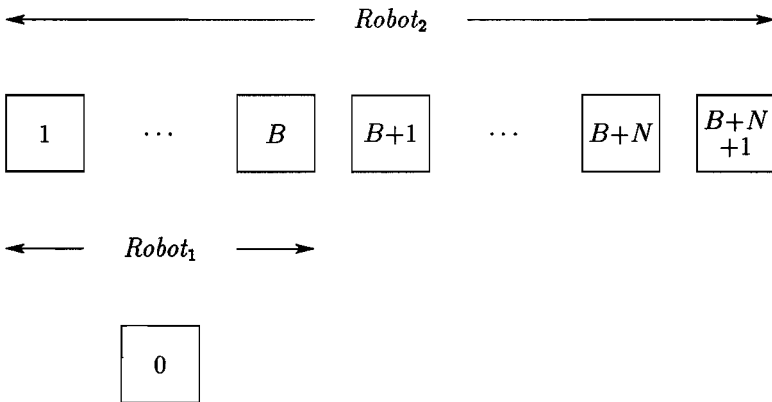 Robot₂
1 ⋯ B B+1 ⋯ B+N B+N
+1
Robot₁
0